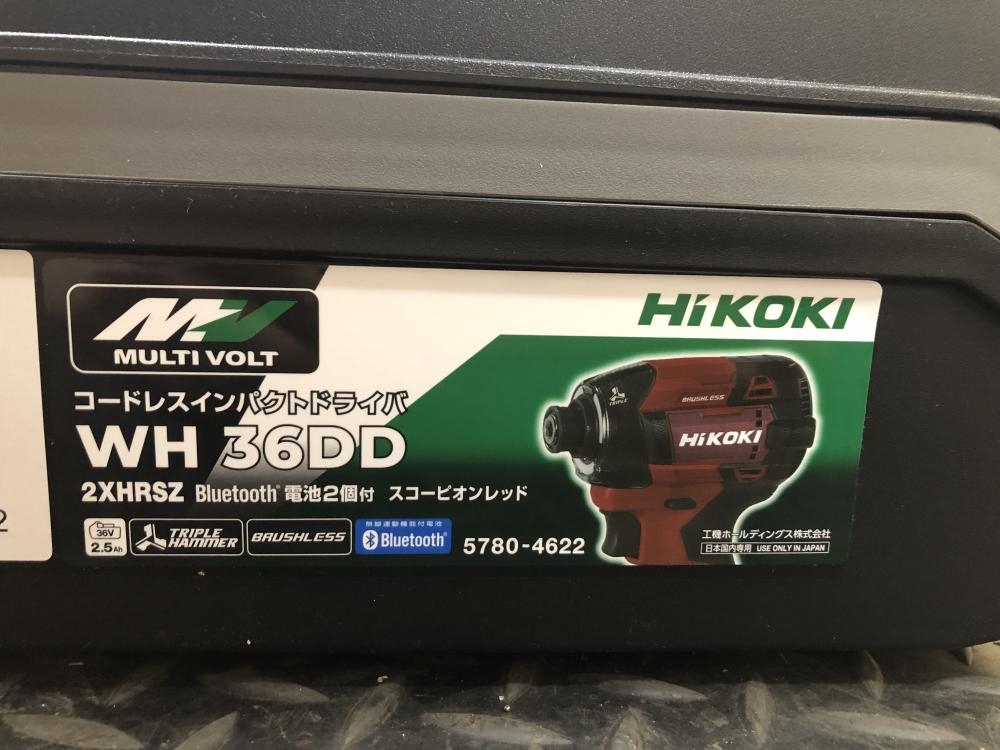 MV
MULTI VOLT
HiKOKI
コードレスインパクトドライバ
WH 36DD
2XHRSZ Bluetooth® 電池2個付 スコーピオンレッド
36V
2.5Ah
TRIPLE HAMMER
BRUSHLESS
無線連動機能付電池
Bluetooth®
5780-4622
TRIPLE
BRUSHLESS
HiKOKI
工機ホールディングス株式会社
日本国内専用 USE ONLY IN JAPAN
2